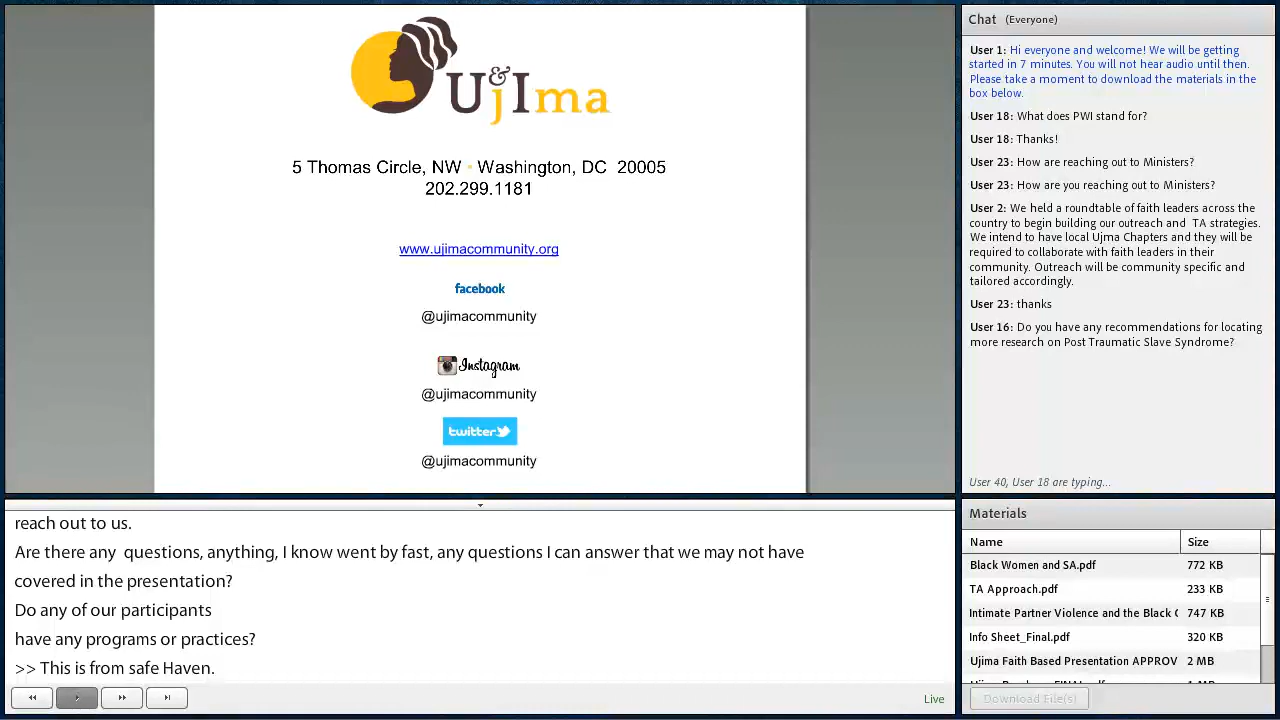 U&jIma
5 Thomas Circle, NW • Washington, DC 20005
202.299.1181
www.ujimacommunity.org
facebook
@ujimacommunity
Instagram
@ujimacommunity
twitter
@ujimacommunity
reach out to us.
Are there any questions, anything, I know went by fast, any questions I can answer that we may not have
covered in the presentation?
Do any of our participants
have any programs or practices?
>> This is from safe Haven.
Live
Chat (Everyone)
User 1: Hi everyone and welcome! We will be getting
started in 7 minutes. You will not hear audio until then.
Please take a moment to download the materials in the
box below.
User 18: What does PWI stand for?
User 18: Thanks!
User 23: How are reaching out to Ministers?
User 23: How are you reaching out to Ministers?
User 2: We held a roundtable of faith leaders across the
country to begin building our outreach and TA strategies.
We intend to have local Ujma Chapters and they will be
required to collaborate with faith leaders in their
community. Outreach will be community specific and
tailored accordingly.
User 23: thanks
User 16: Do you have any recommendations for locating
more research on Post Traumatic Slave Syndrome?
User 40, User 18 are typing...
Materials
Name Size
Black Women and SA.pdf 772 KB
TA Approach.pdf 233 KB
Intimate Partner Violence and the Black 747 KB
Info Sheet_Final.pdf 320 KB
Ujima Faith Based Presentation APPROV 2 MB
Download File(s)